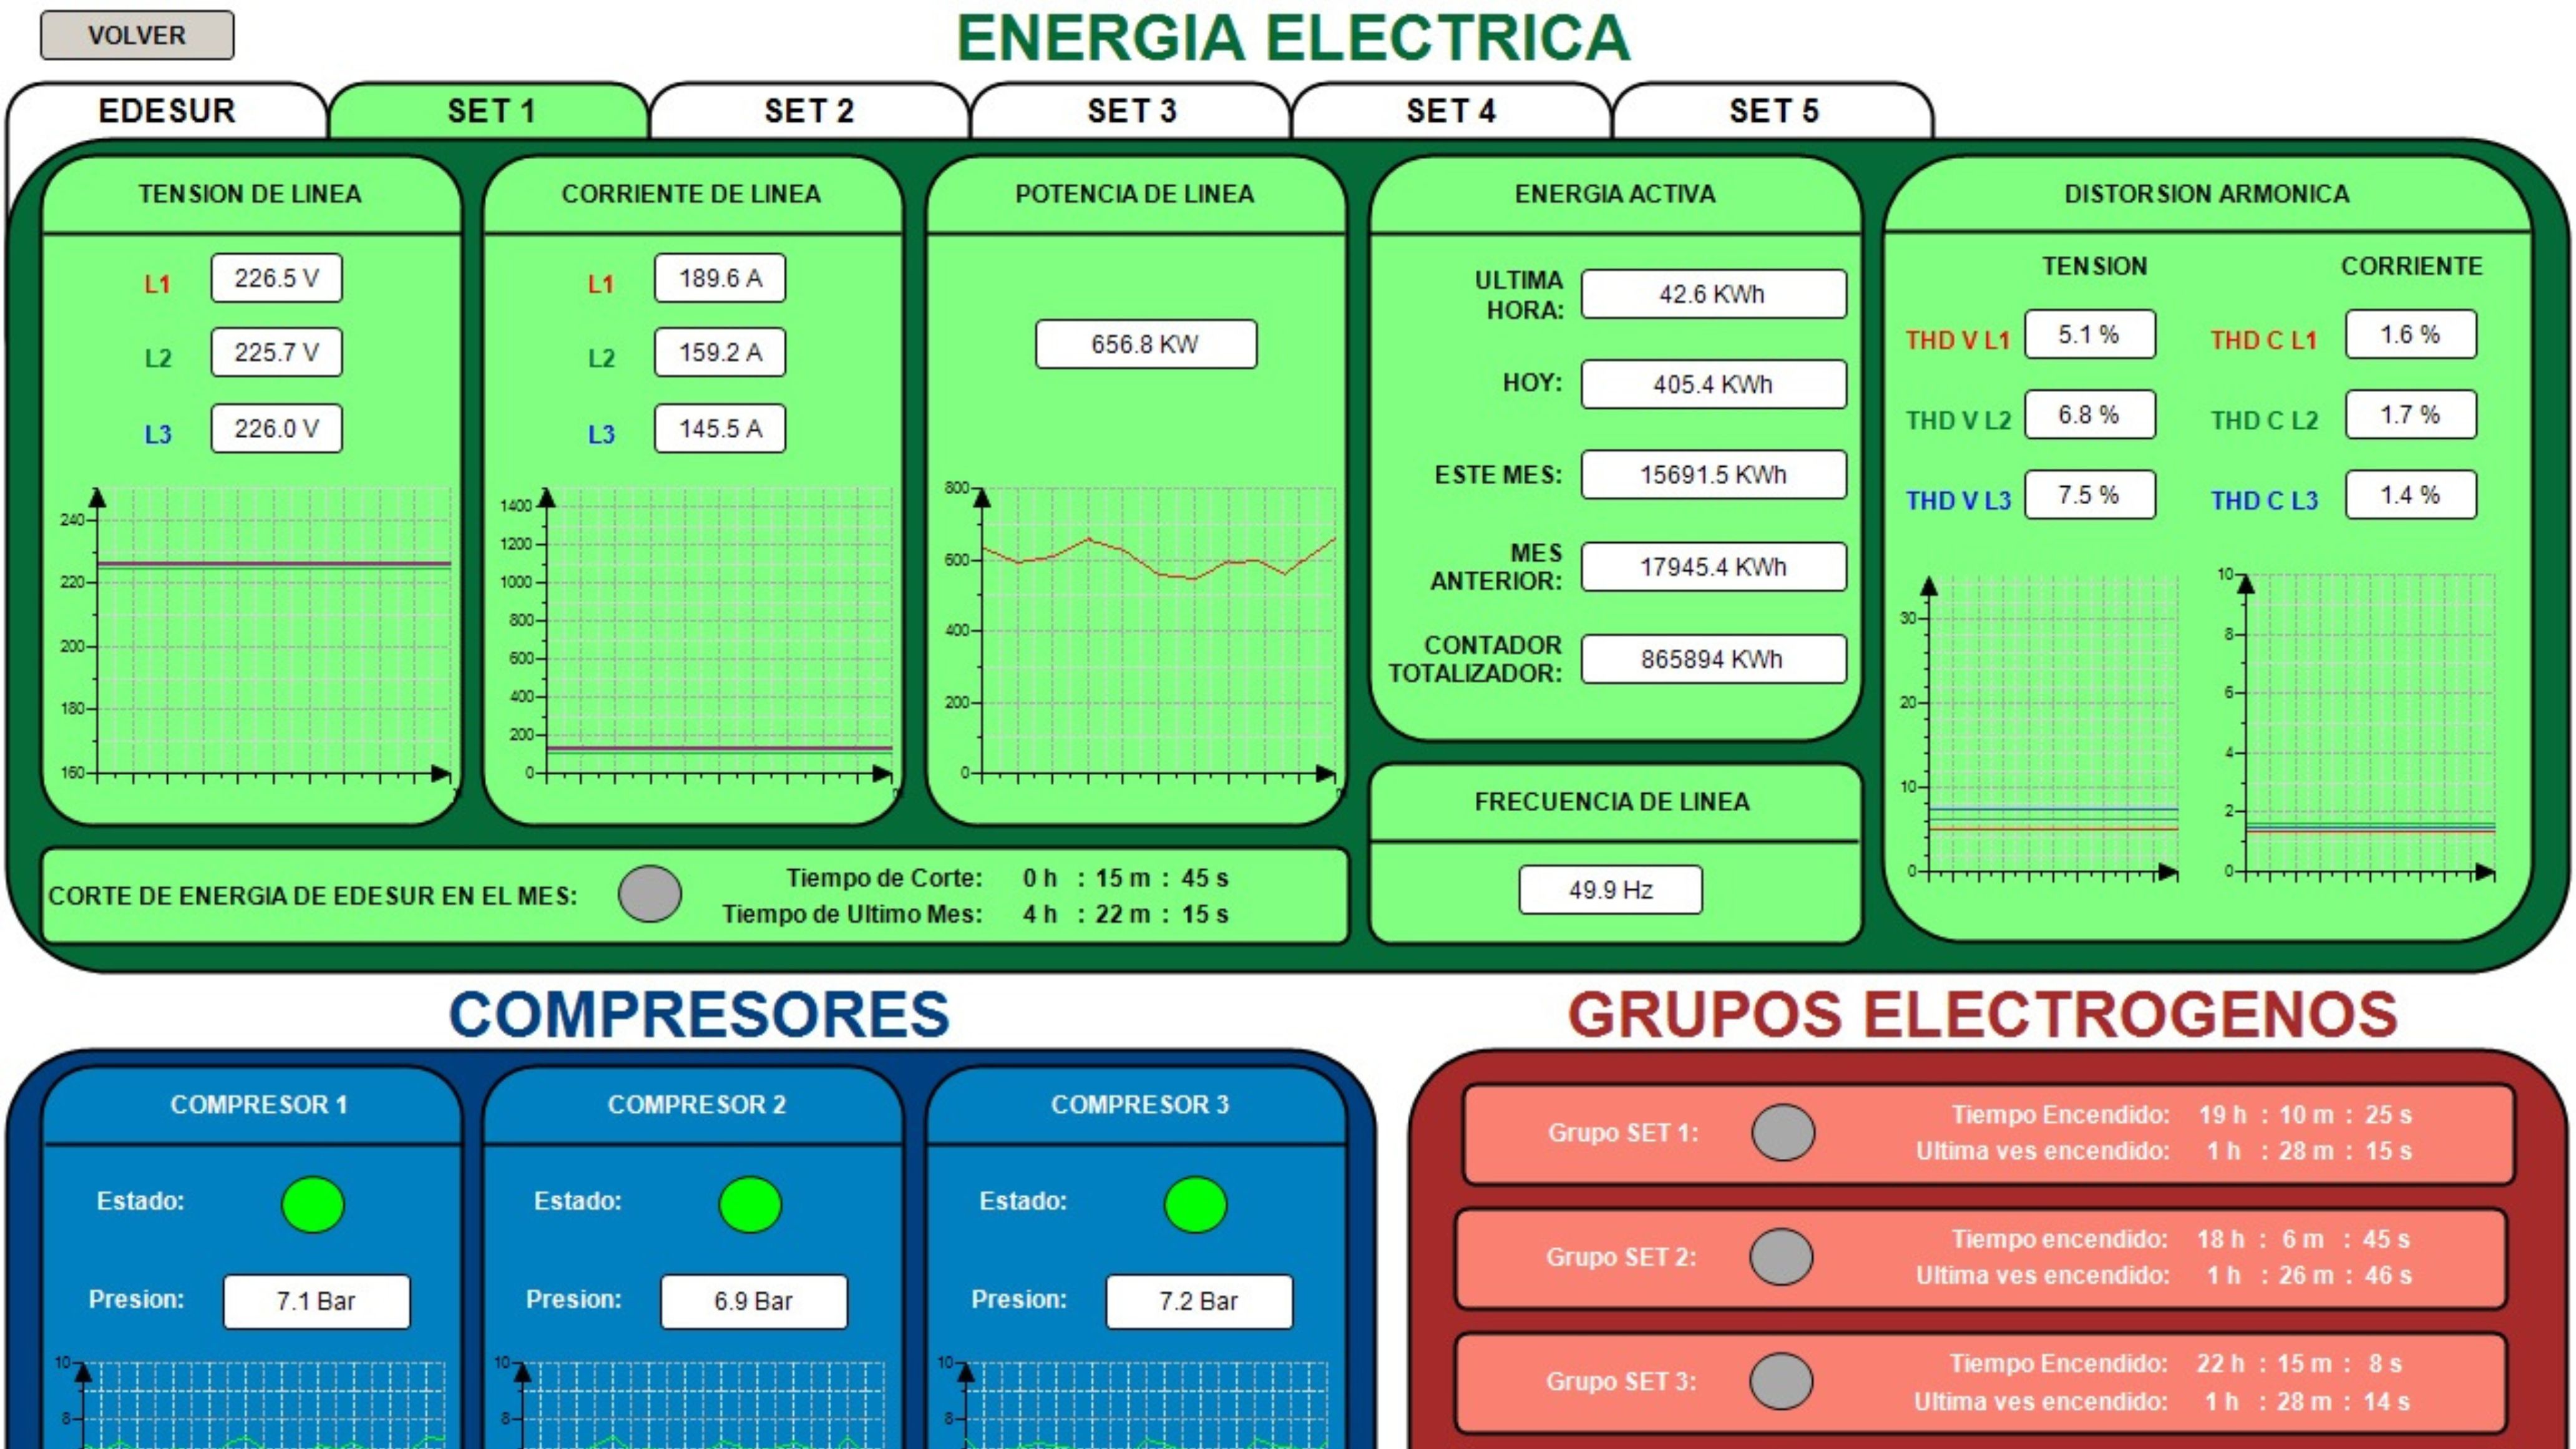 VOLVER
ENERGIA ELECTRICA
EDESUR
SET 1
SET 2
SET 3
SET 4
SET 5
TENSION DE LINEA
L1 226.5 V
L2 225.7 V
L3 226.0 V
240
220
200
180
160
CORRIENTE DE LINEA
L1 189.6 A
L2 159.2 A
L3 145.5 A
1400
1200
1000
800
600
400
200
0
POTENCIA DE LINEA
656.8 KW
800
600
400
200
0
ENERGIA ACTIVA
ULTIMA
HORA: 42.6 KWh
HOY: 405.4 KWh
ESTE MES: 15691.5 KWh
MES
ANTERIOR: 17945.4 KWh
CONTADOR
TOTALIZADOR: 865894 KWh
FRECUENCIA DE LINEA
49.9 Hz
DISTORSION ARMONICA
TENSION CORRIENTE
THD V L1 5.1 % THD C L1 1.6 %
THD V L2 6.8 % THD C L2 1.7 %
THD V L3 7.5 % THD C L3 1.4 %
30
20
10
0
10
8
6
4
2
0
CORTE DE ENERGIA DE EDESUR EN EL MES:
Tiempo de Corte: 0 h : 15 m : 45 s
Tiempo de Ultimo Mes: 4 h : 22 m : 15 s
COMPRESORES
COMPRESOR 1
Estado:
Presion: 7.1 Bar
10
8
COMPRESOR 2
Estado:
Presion: 6.9 Bar
10
8
COMPRESOR 3
Estado:
Presion: 7.2 Bar
10
8
GRUPOS ELECTROGENOS
Grupo SET 1:
Tiempo Encendido: 19 h : 10 m : 25 s
Ultima ves encendido: 1 h : 28 m : 15 s
Grupo SET 2:
Tiempo encendido: 18 h : 6 m : 45 s
Ultima ves encendido: 1 h : 26 m : 46 s
Grupo SET 3:
Tiempo Encendido: 22 h : 15 m : 8 s
Ultima ves encendido: 1 h : 28 m : 14 s